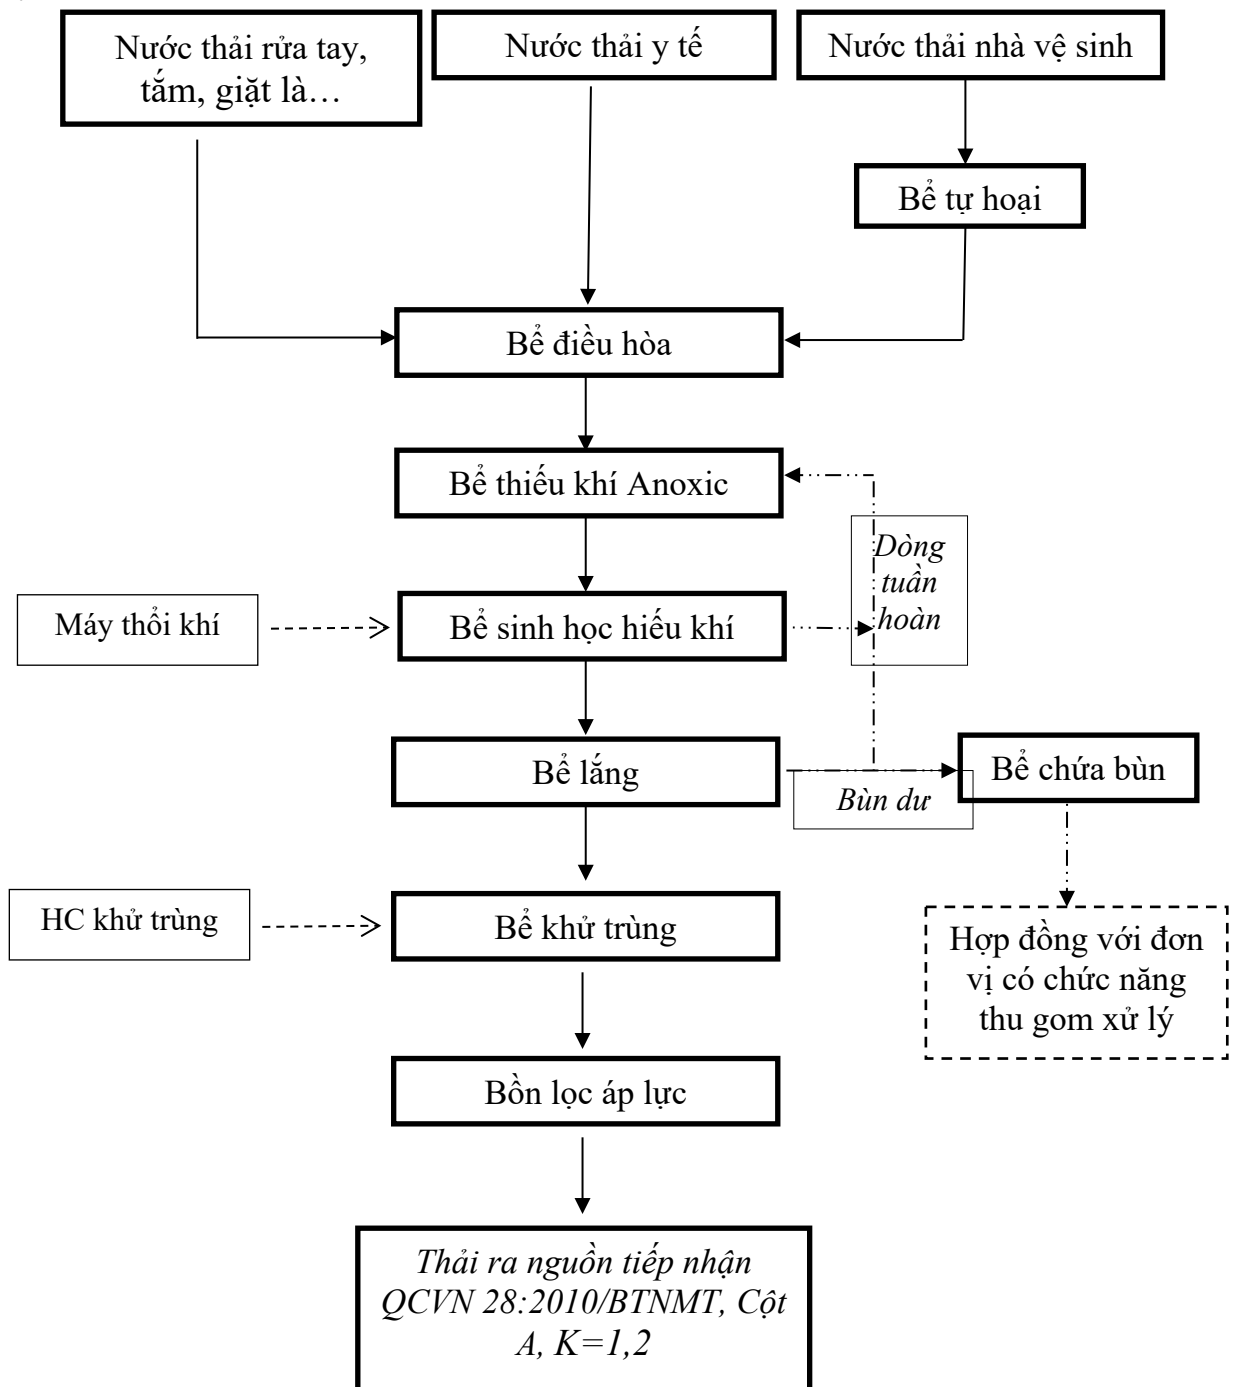 Nước thải rửa tay,
tắm, giặt là…
Nước thải y tế
Nước thải nhà vệ sinh
Bể tự hoại
Bể điều hòa
Bể thiếu khí Anoxic
Dòng
tuần
hoàn
Máy thổi khí
Bể sinh học hiếu khí
Bể lắng
Bùn dư
Bể chứa bùn
HC khử trùng
Bể khử trùng
Hợp đồng với đơn
vị có chức năng
thu gom xử lý
Bồn lọc áp lực
Thải ra nguồn tiếp nhận
QCVN 28:2010/BTNMT, Cột
A, K=1,2